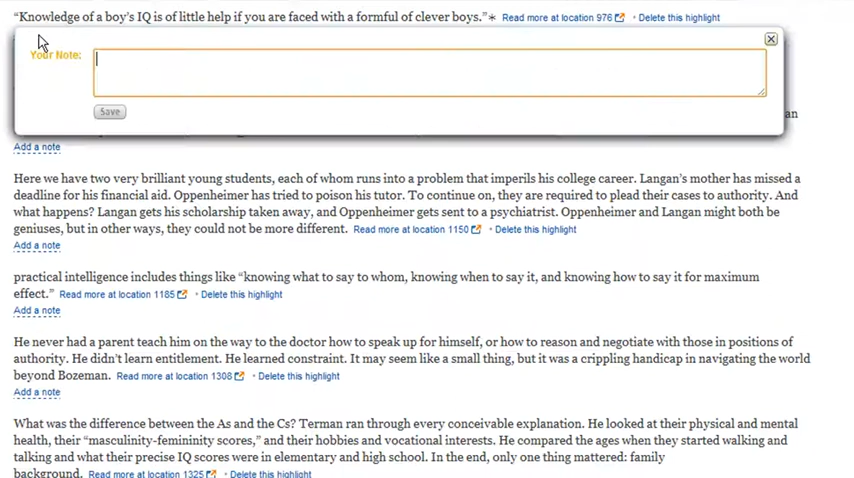 “Knowledge of a boy’s IQ is of little help if you are faced with a formful of clever boys.”* Read more at location 976 • Delete this highlight
Your Note:
Save
an
Add a note
Here we have two very brilliant young students, each of whom runs into a problem that imperils his college career. Langan’s mother has missed a
deadline for his financial aid. Oppenheimer has tried to poison his tutor. To continue on, they are required to plead their cases to authority. And
what happens? Langan gets his scholarship taken away, and Oppenheimer gets sent to a psychiatrist. Oppenheimer and Langan might both be
geniuses, but in other ways, they could not be more different. Read more at location 1150 • Delete this highlight
Add a note
practical intelligence includes things like “knowing what to say to whom, knowing when to say it, and knowing how to say it for maximum
effect.” Read more at location 1185 • Delete this highlight
Add a note
He never had a parent teach him on the way to the doctor how to speak up for himself, or how to reason and negotiate with those in positions of
authority. He didn’t learn entitlement. He learned constraint. It may seem like a small thing, but it was a crippling handicap in navigating the world
beyond Bozeman. Read more at location 1308 • Delete this highlight
Add a note
What was the difference between the As and the Cs? Terman ran through every conceivable explanation. He looked at their physical and mental
health, their “masculinity-femininity scores,” and their hobbies and vocational interests. He compared the ages when they started walking and
talking and what their precise IQ scores were in elementary and high school. In the end, only one thing mattered: family
background. Read more at location 1325 • Delete this highlight